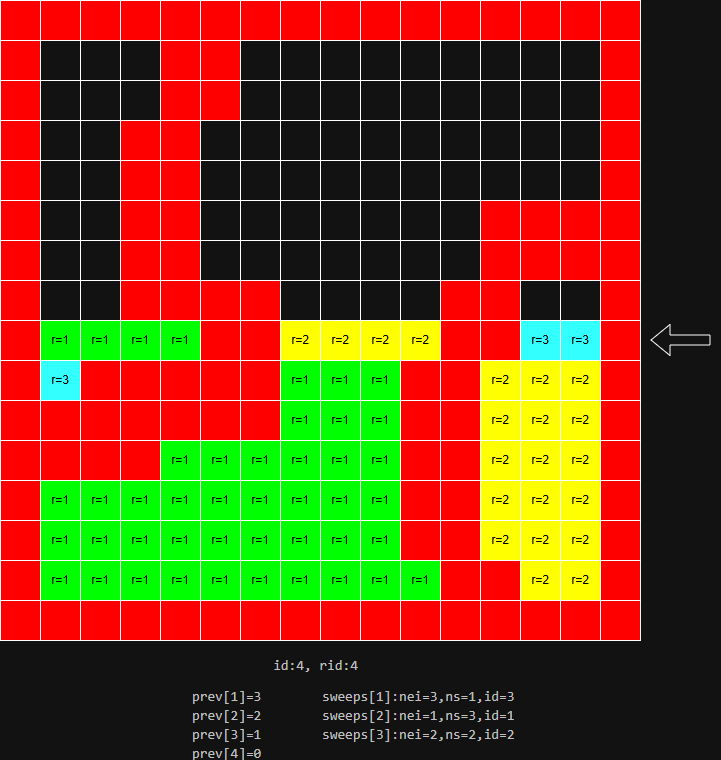 r=1 r=1 r=1 r=1 r=2 r=2 r=2 r=2 r=3 r=3
r=3 r=1 r=1 r=1 r=2 r=2 r=2
r=1 r=1 r=1 r=2 r=2 r=2
r=1 r=1 r=1 r=1 r=1 r=1 r=2 r=2 r=2
r=1 r=1 r=1 r=1 r=1 r=1 r=1 r=1 r=1 r=2 r=2 r=2
r=1 r=1 r=1 r=1 r=1 r=1 r=1 r=1 r=1 r=2 r=2 r=2
r=1 r=1 r=1 r=1 r=1 r=1 r=1 r=1 r=1 r=1 r=2 r=2
id:4, rid:4
prev[1]=3 sweeps[1]:nei=3,ns=1,id=3
prev[2]=2 sweeps[2]:nei=1,ns=3,id=1
prev[3]=1 sweeps[3]:nei=2,ns=2,id=2
prev[4]=0